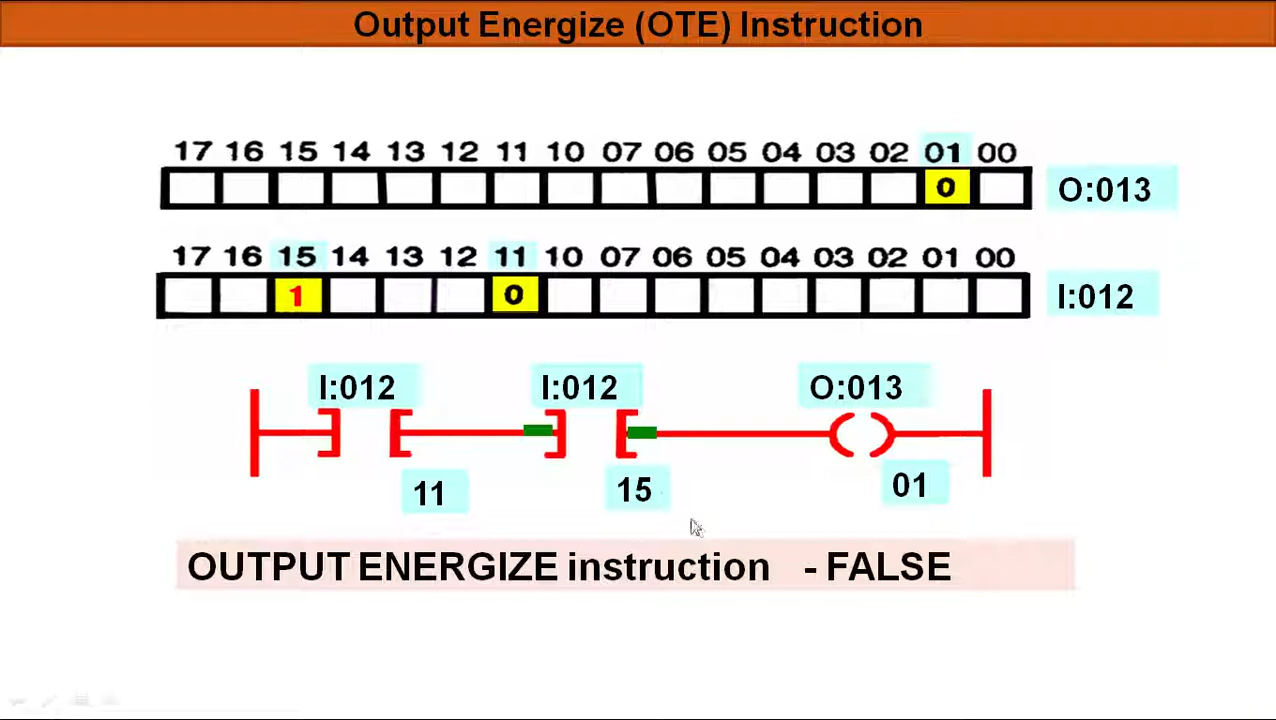 Output Energize (OTE) Instruction
17 16 15 14 13 12 11 10 07 06 05 04 03 02 01 00
0 O:013
17 16 15 14 13 12 11 10 07 06 05 04 03 02 01 00
1 0 I:012
I:012 I:012 O:013
11 15 01
OUTPUT ENERGIZE instruction - FALSE